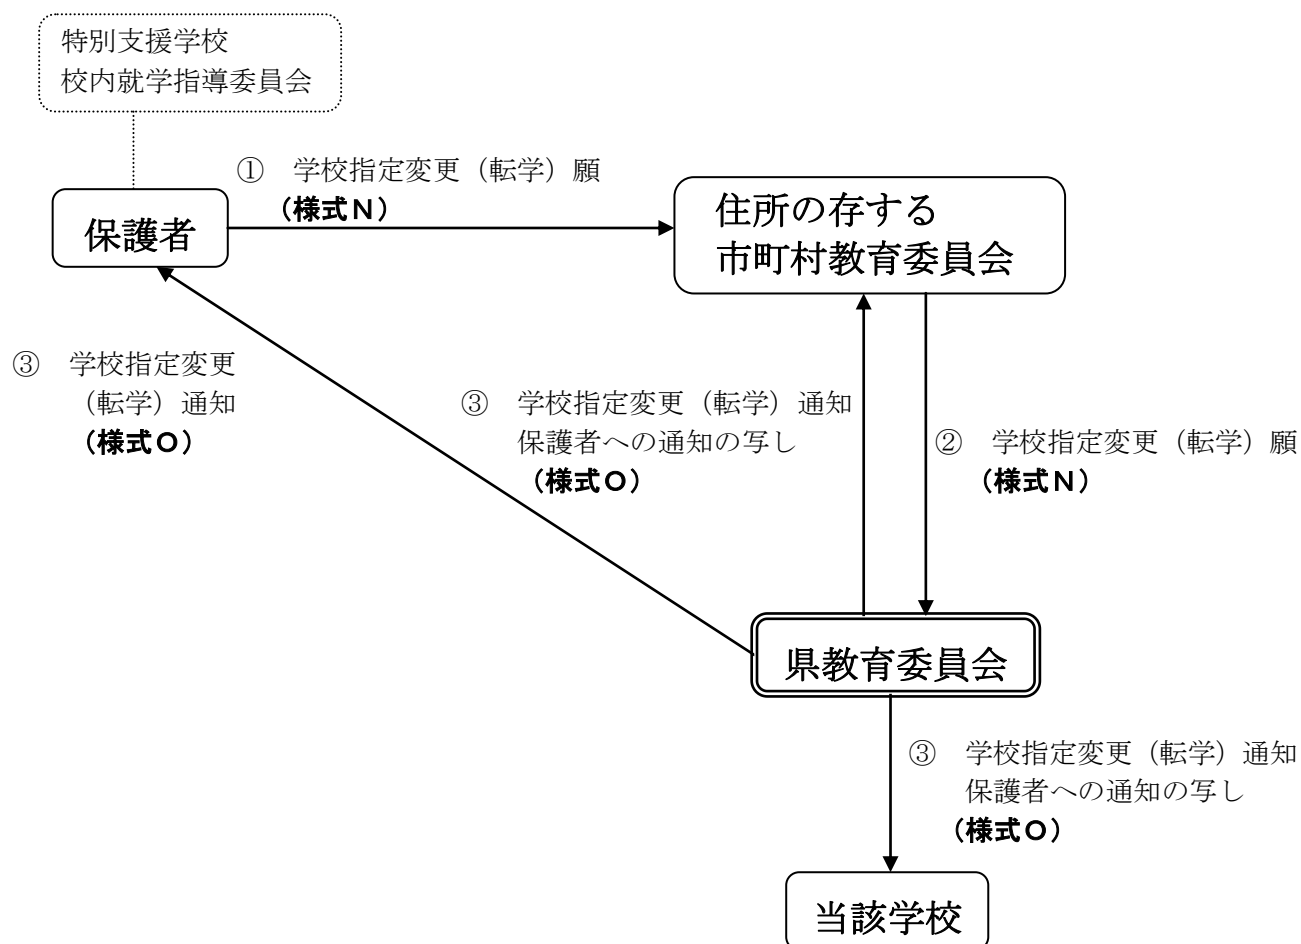 特別支援学校
校内就学指導委員会
① 学校指定変更（転学）願
（様式Ｎ）
保護者
住所の存する
市町村教育委員会
③ 学校指定変更
（転学）通知
（様式Ｏ）
③ 学校指定変更（転学）通知
保護者への通知の写し
（様式Ｏ）
② 学校指定変更（転学）願
（様式Ｎ）
県教育委員会
③ 学校指定変更（転学）通知
保護者への通知の写し
（様式Ｏ）
当該学校